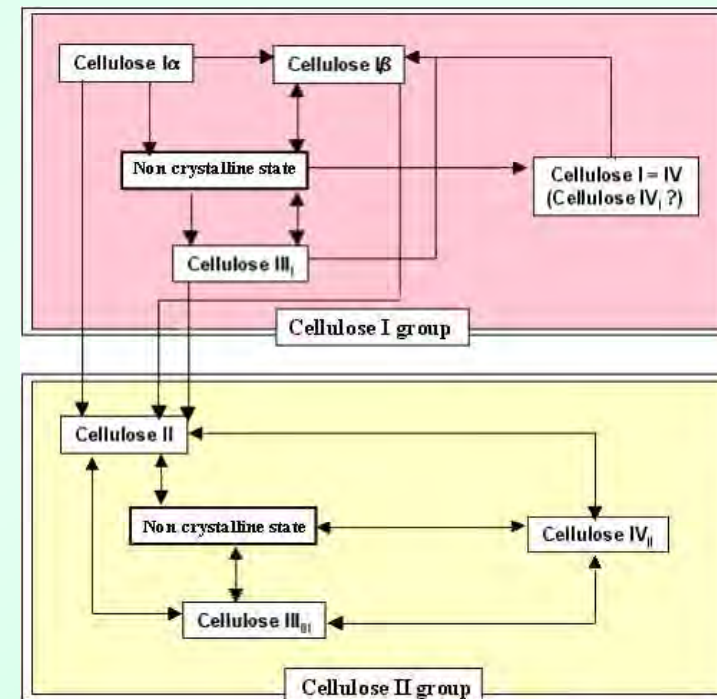 Cellulose Iα
Cellulose Iβ
Non crystalline state
Cellulose I = IV
(Cellulose IVI ?)
Cellulose IIII
Cellulose I group
Cellulose II
Non crystalline state
Cellulose IVII
Cellulose IIIIII
Cellulose II group